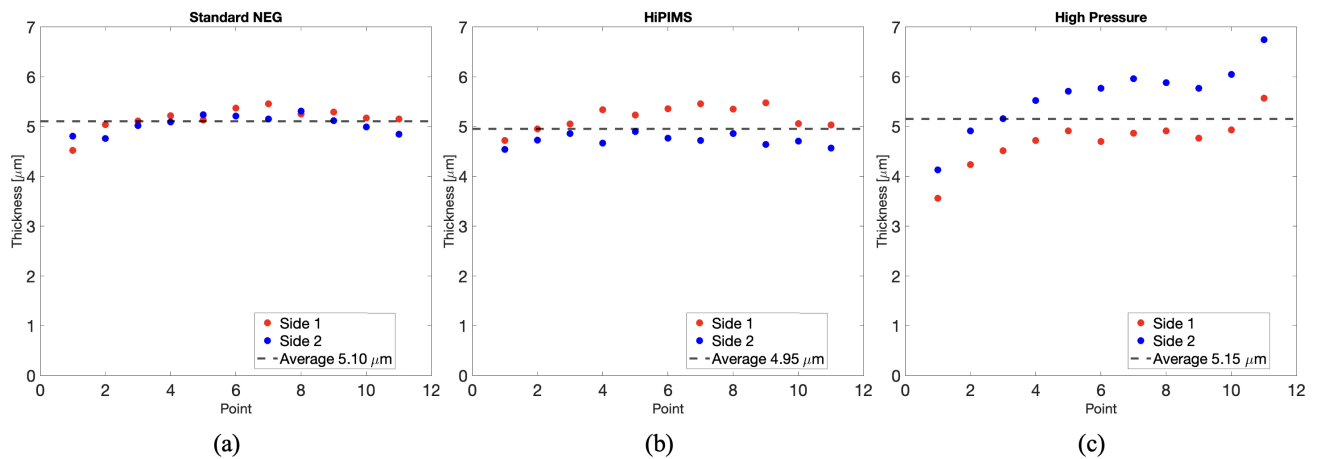 Standard NEG
7
6
5
4
3
2
1
0
Thickness [μm]
Side 1
Side 2
Average 5.10 μm
0 2 4 6 8 10 12
Point
(a)
HiPIMS
7
6
5
4
3
2
1
0
Thickness [μm]
Side 1
Side 2
Average 4.95 μm
0 2 4 6 8 10 12
Point
(b)
High Pressure
7
6
5
4
3
2
1
0
Thickness [μm]
Side 1
Side 2
Average 5.15 μm
0 2 4 6 8 10 12
Point
(c)